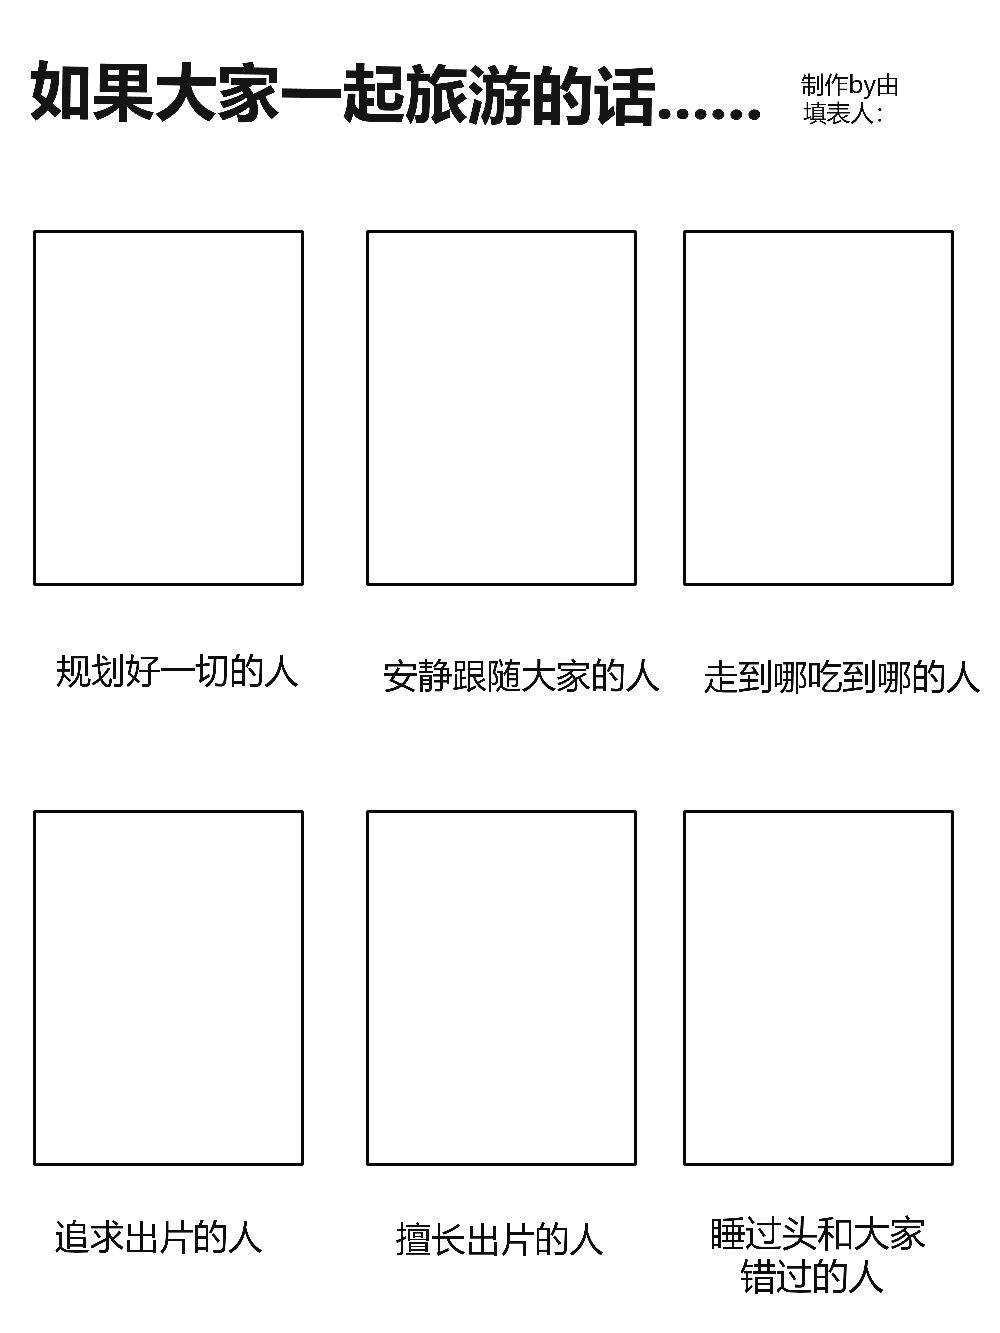 如果大家一起旅游的话......
制作by由
填表人：
规划好一切的人
安静跟随大家的人
走到哪吃到哪的人
追求出片的人
擅长出片的人
睡过头和大家
错过的人